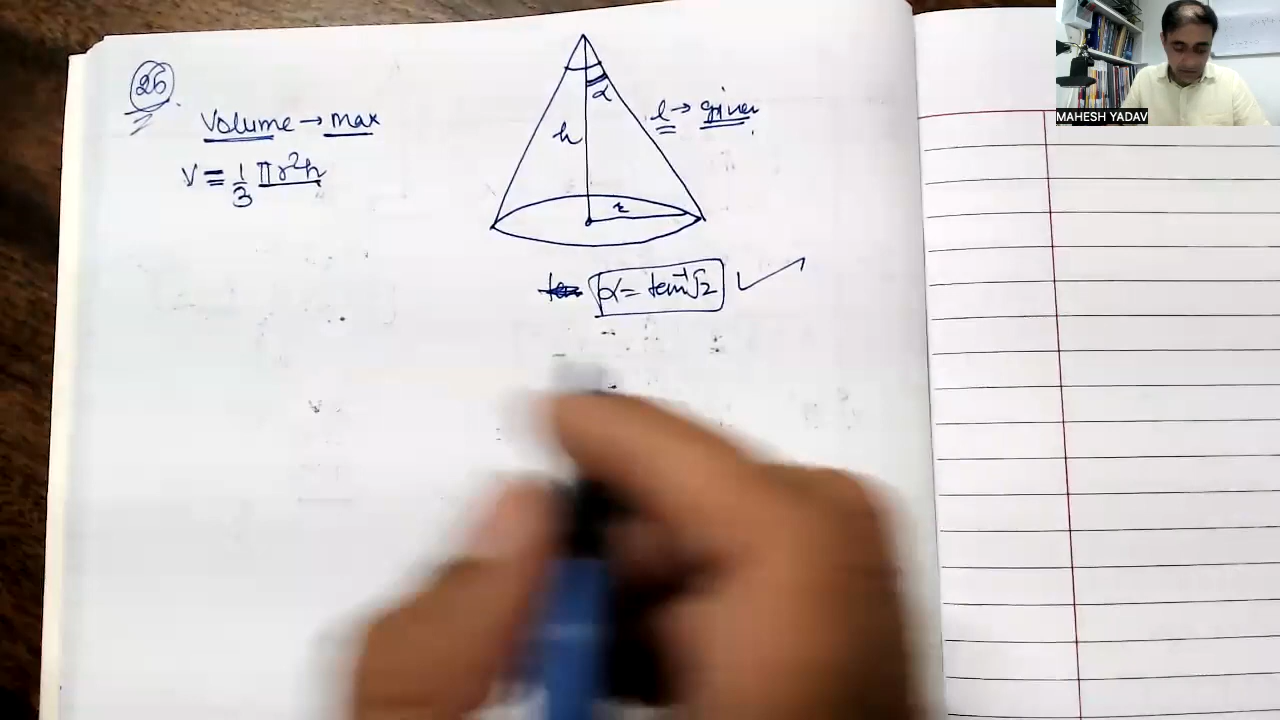 26
Volume → max
V = 1/3 πr²h
α
h
l → given
r
α = tan⁻¹√2
MAHESH YADAV